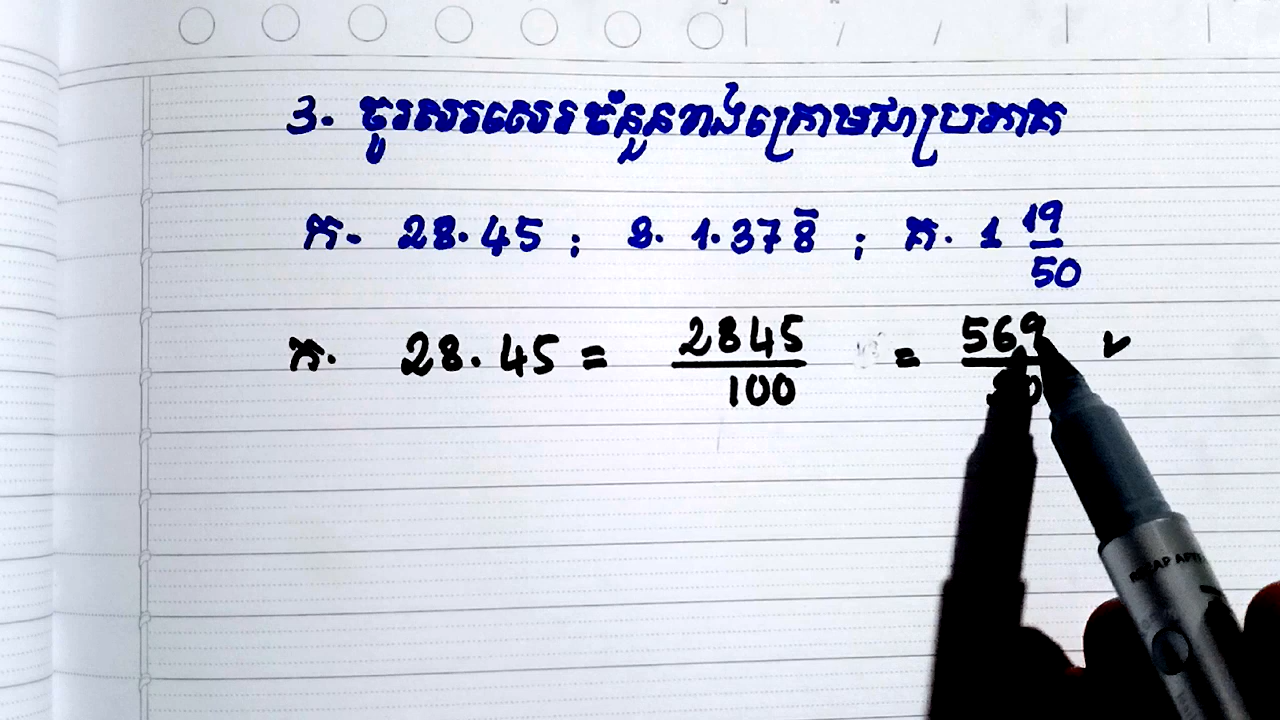 3. ចូរសរសេរចំនួនខាងក្រោមជាប្រភាគ
ក. 28.45 ; ខ. 1.378̄ ; គ. 1 19/50
ក. 28.45 = 2845/100 = 569/